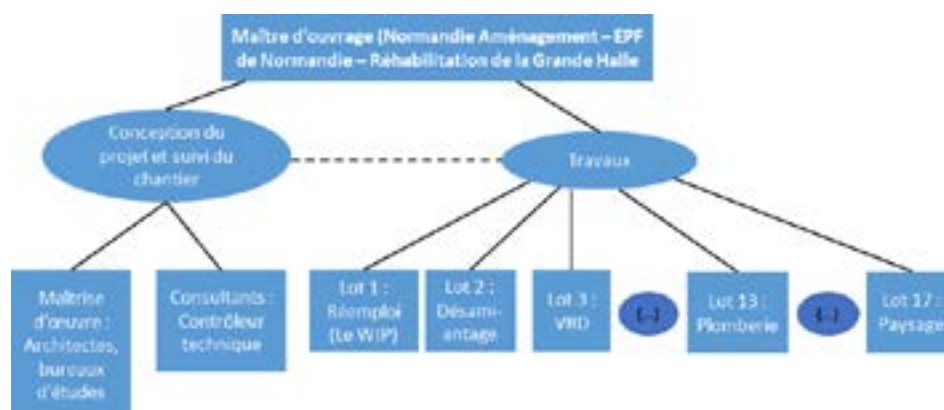 Maître d'ouvrage (Normandie Aménagement – EPF
de Normandie – Réhabilitation de la Grande Halle
Conception du
projet et suivi du
chantier
Travaux
Maîtrise
d'œuvre :
Architectes,
bureaux
d'études
Consultants :
Contrôleur
technique
Lot 1 :
Réemploi
(Le WIP)
Lot 2 :
Désami-
antage
Lot 3 :
VRD
(...)
Lot 13 :
Plomberie
(...)
Lot 17 :
Paysage